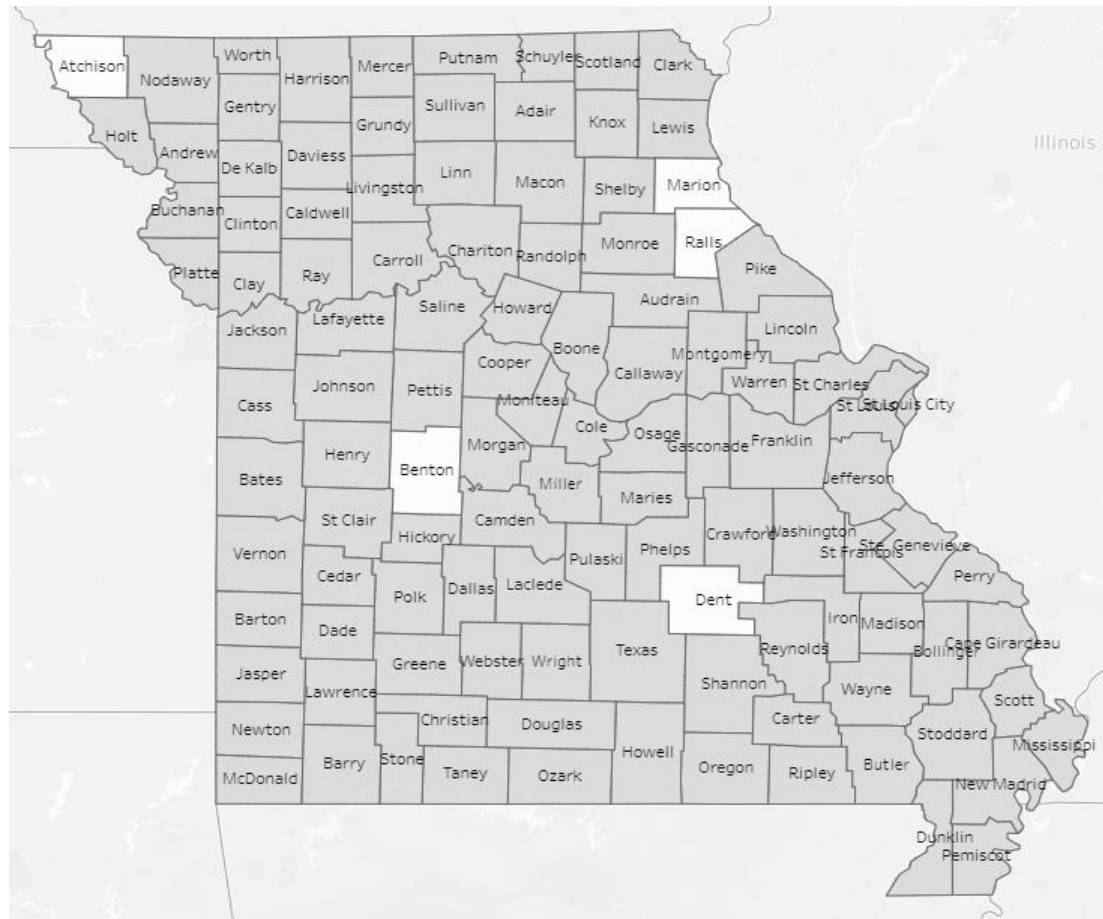 Atchison
Nodaway
Worth
Harrison
Mercer
Putnam
Schuyler
Scotland
Clark
Gentry
Sullivan
Adair
Knox
Lewis
Holt
Andrew
De Kalb
Daviess
Grundy
Linn
Macon
Shelby
Marion
Illinois
Buchanan
Clinton
Caldwell
Livingston
Chariton
Randolph
Monroe
Ralls
Platte
Clay
Ray
Carroll
Pike
Audrain
Saline
Howard
Jackson
Lafayette
Boone
Lincoln
Cooper
Callaway
Montgomery
Warren
St Charles
Johnson
Pettis
Moniteau
Cass
St Louis
St Louis City
Cole
Osage
Gasconade
Franklin
Henry
Benton
Morgan
Bates
Miller
Maries
Jefferson
St Clair
Camden
Hickory
Crawford
Washington
Vernon
Pulaski
Phelps
St Francois
Ste. Genevieve
Cedar
Polk
Dallas
Laclede
Perry
Dent
Barton
Dade
Iron
Madison
Greene
Webster
Wright
Texas
Reynolds
Bollinger
Cape Girardeau
Jasper
Lawrence
Shannon
Wayne
Scott
Newton
Christian
Douglas
Carter
Stoddard
Mississippi
McDonald
Barry
Stone
Taney
Ozark
Howell
Oregon
Ripley
Butler
New Madrid
Dunklin
Pemiscot